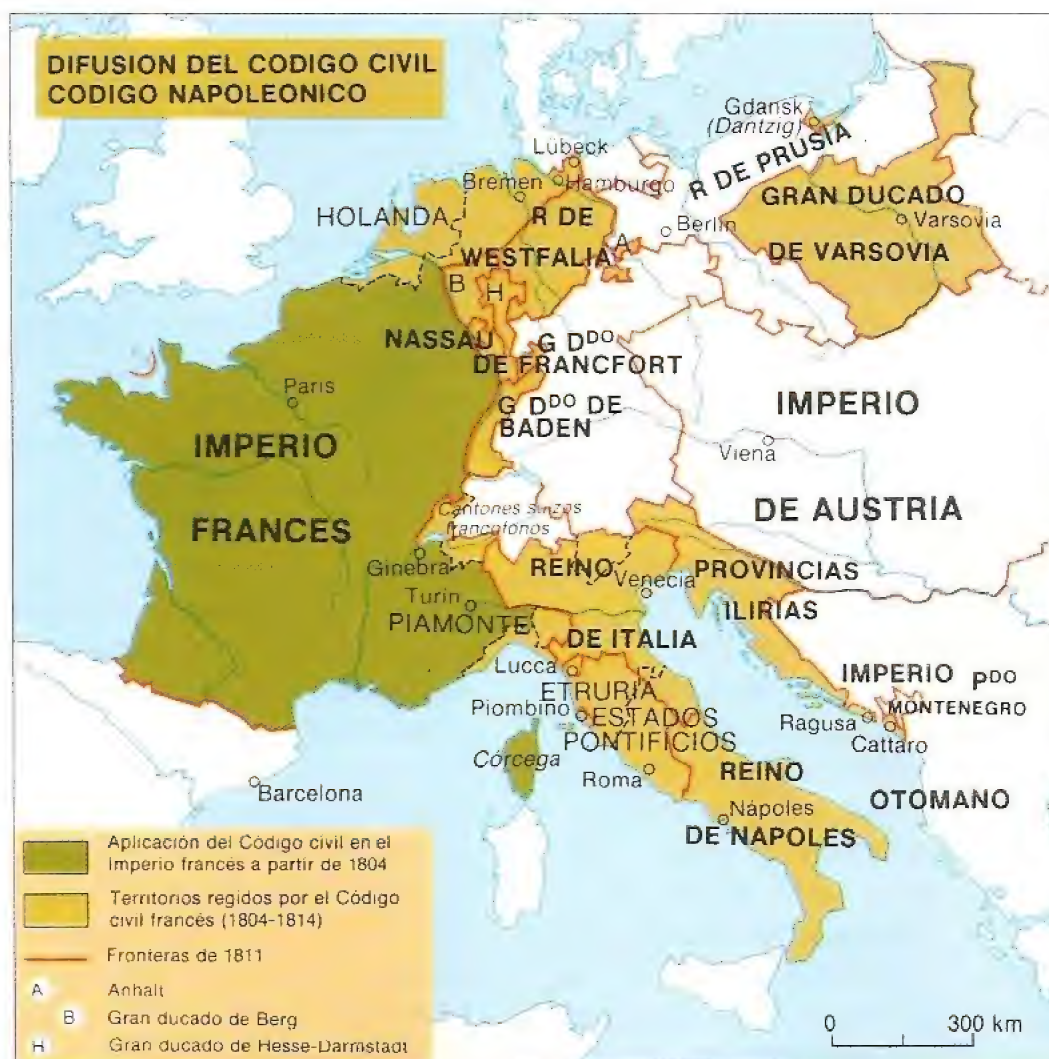 DIFUSION DEL CODIGO CIVIL
CODIGO NAPOLEONICO
Gdansk
(Dantzig)
R DE PRUSIA
Lübeck
Hamburgo
Bremen
HOLANDA
R DE
WESTFALIA
A
Berlín
GRAN DUCADO
Varsovia
DE VARSOVIA
B
H
NASSAU
G DDO
DE FRANCFORT
G DDO DE
BADEN
Paris
IMPERIO
FRANCES
IMPERIO
Viena
DE AUSTRIA
Cantones suizos
francófonos
Ginebra
Turín
PIAMONTE
REINO
Venecia
PROVINCIAS
ILIRIAS
DE ITALIA
Lucca
ETRURIA
Piombino
ESTADOS
PONTIFICIOS
Córcega
Roma
IMPERIO
PDO
MONTENEGRO
Ragusa
Cattaro
REINO
OTOMANO
Nápoles
DE NAPOLES
Barcelona
Aplicación del Código civil en el
Imperio francés a partir de 1804
Territorios regidos por el Código
civil francés (1804-1814)
Fronteras de 1811
A Anhalt
B Gran ducado de Berg
H Gran ducado de Hesse-Darmstadt
0 300 km